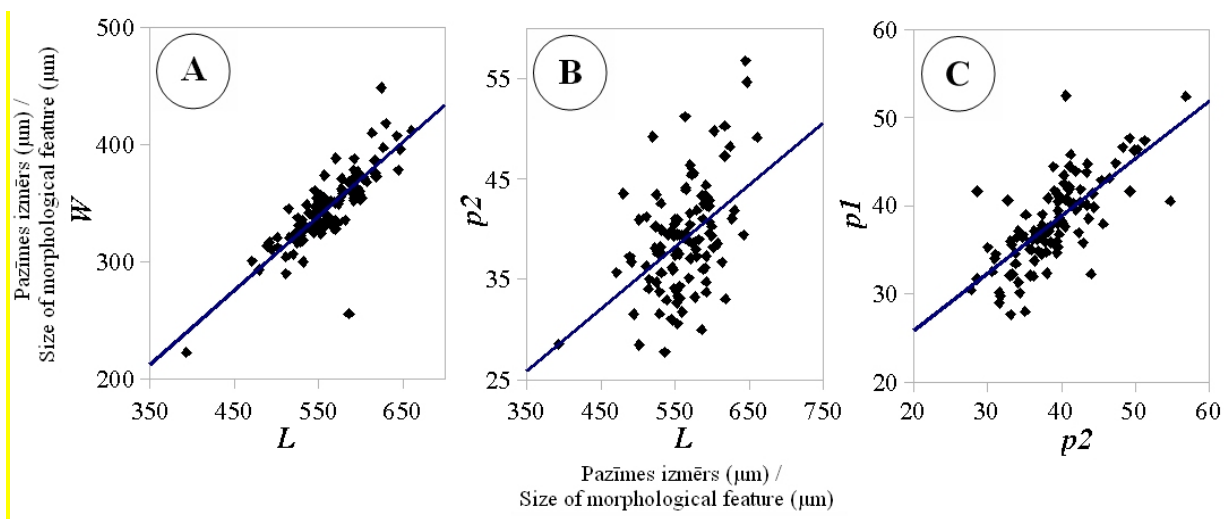 Pazīmes izmērs (µm) /
Size of morphological feature (µm)
W
500
400
300
200
A
350
450
550
650
L
p2
55
45
35
25
B
350
450
550
650
750
L
p1
60
50
40
30
20
C
20
30
40
50
60
p2
Pazīmes izmērs (µm) /
Size of morphological feature (µm)